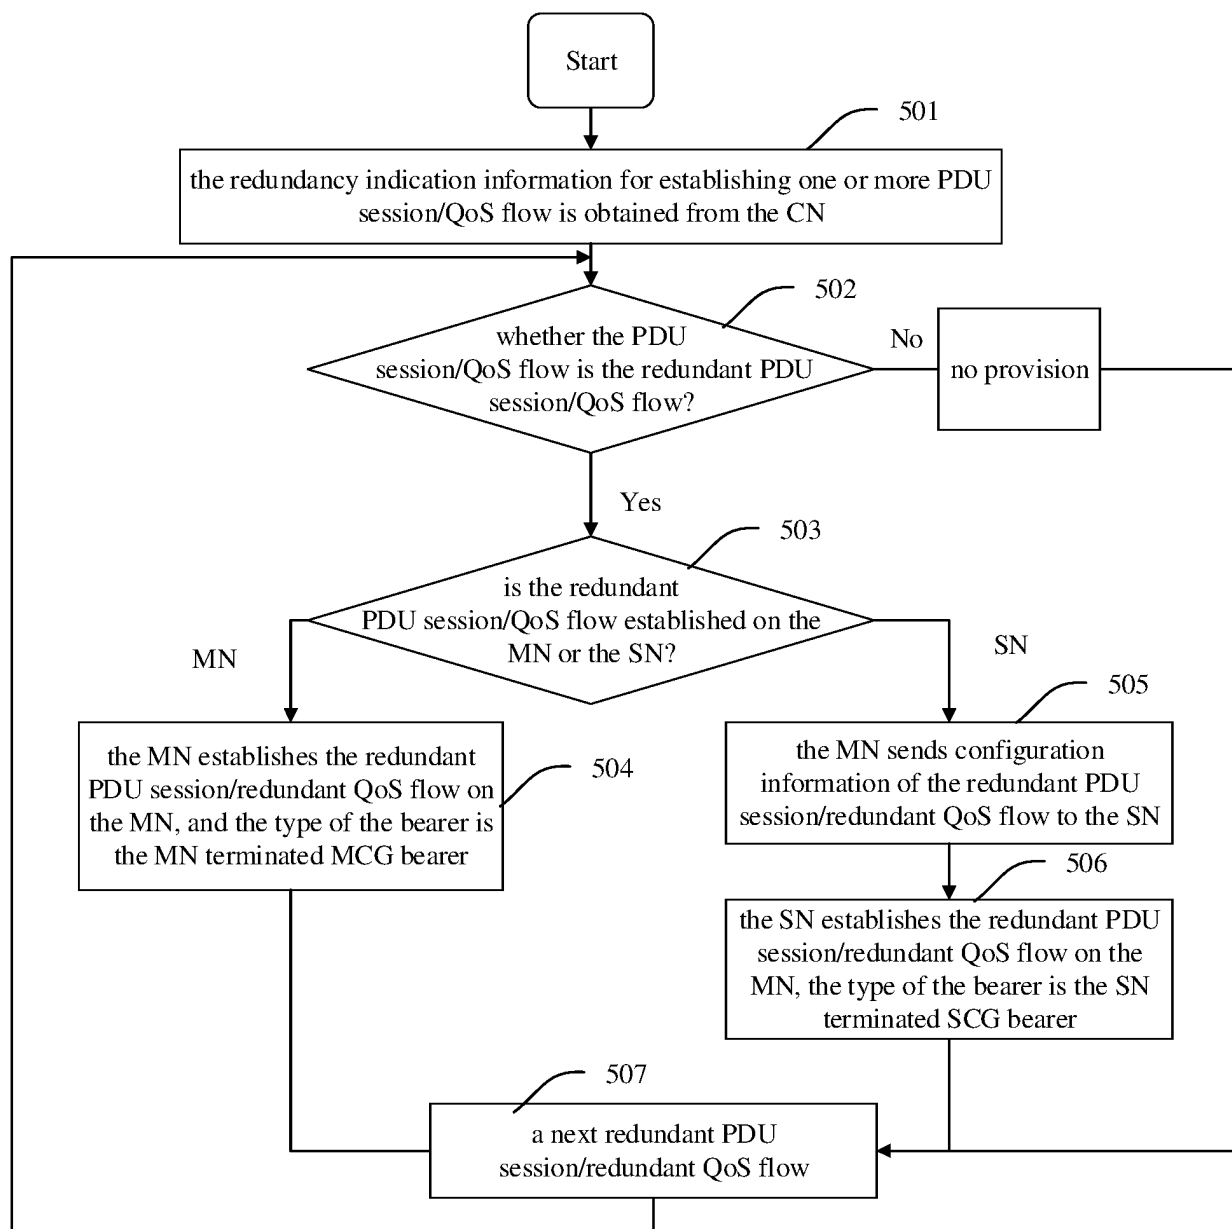 Start
501
the redundancy indication information for establishing one or more PDU
session/QoS flow is obtained from the CN
502
whether the PDU
session/QoS flow is the redundant PDU
session/QoS flow?
No
no provision
Yes
503
is the redundant
PDU session/QoS flow established on the
MN or the SN?
MN
SN
504
the MN establishes the redundant
PDU session/redundant QoS flow on
the MN, and the type of the bearer is
the MN terminated MCG bearer
505
the MN sends configuration
information of the redundant PDU
session/redundant QoS flow to the SN
506
the SN establishes the redundant PDU
session/redundant QoS flow on the
MN, the type of the bearer is the SN
terminated SCG bearer
507
a next redundant PDU
session/redundant QoS flow